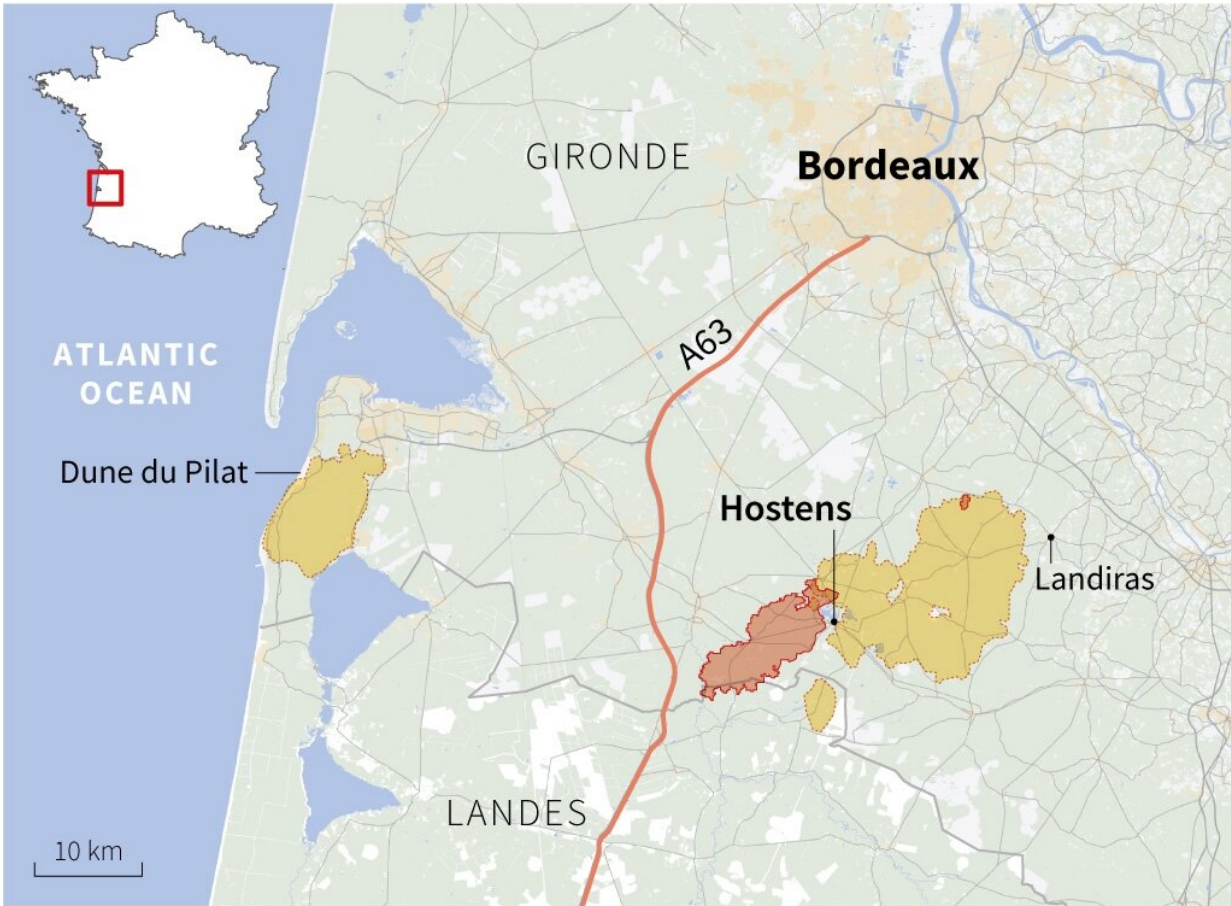 GIRONDE
Bordeaux
ATLANTIC
OCEAN
A63
Dune du Pilat
Hostens
Landiras
LANDES
10 km